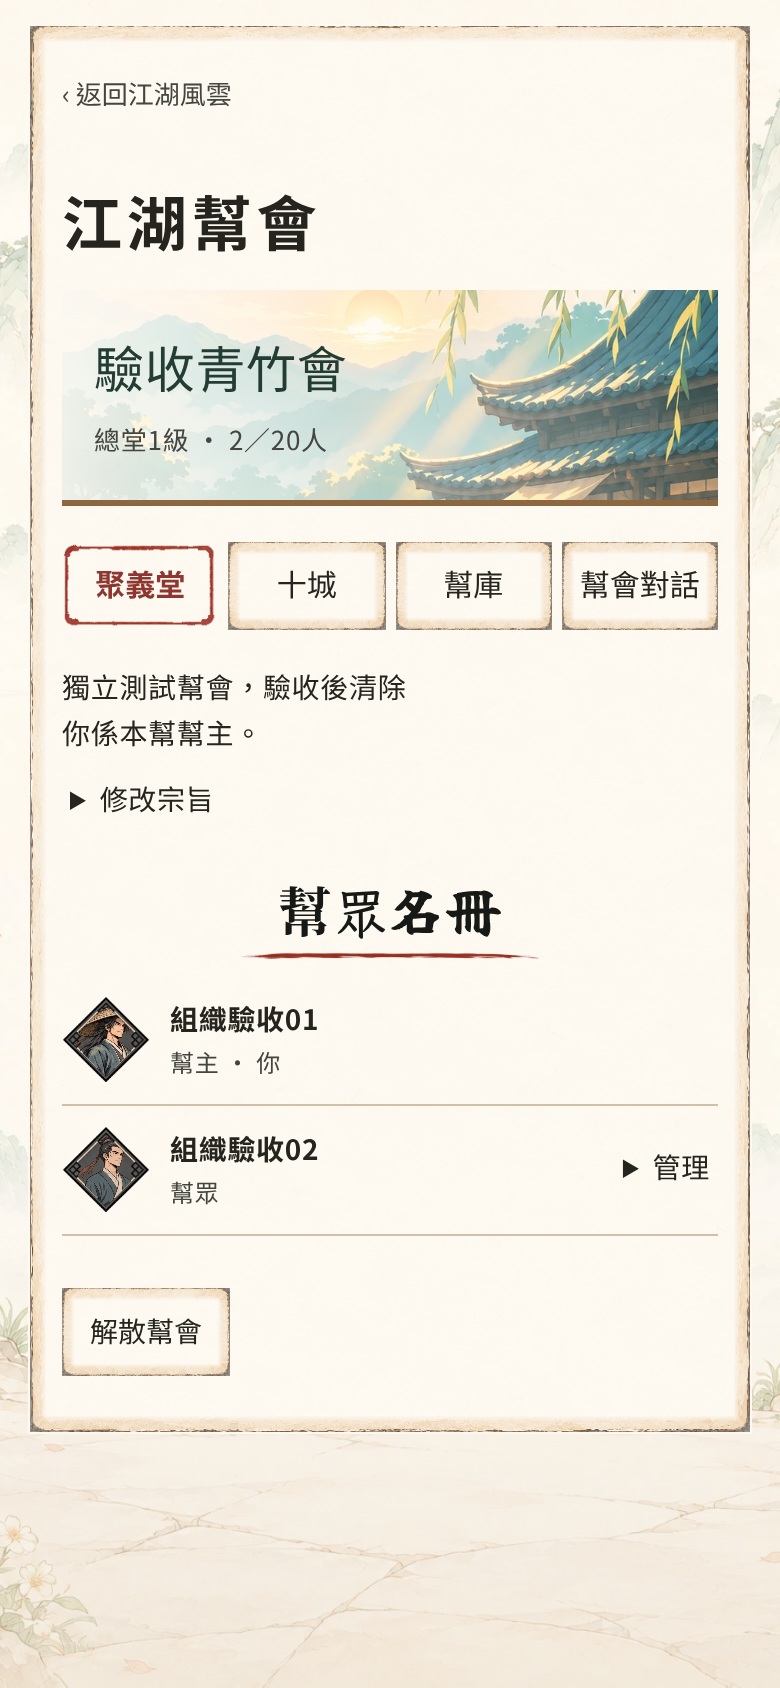 ‹ 返回江湖風雲
江湖幫會
驗收青竹會
總堂1級 · 2／20人
聚義堂
十城
幫庫
幫會對話
獨立測試幫會，驗收後清除
你係本幫幫主。
▶ 修改宗旨
幫眾名冊
組織驗收01
幫主 · 你
組織驗收02
幫眾
▶ 管理
解散幫會